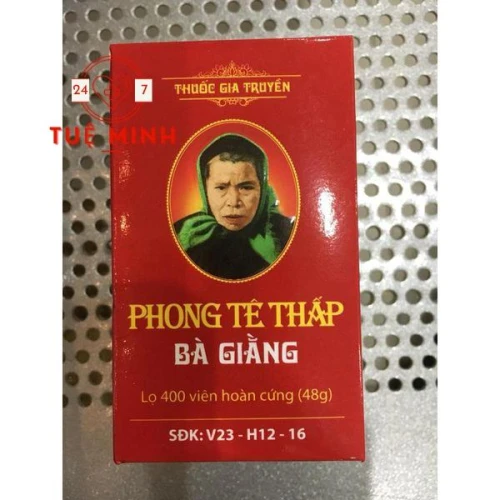 THUỐC GIA TRUYỀN
24
7
TUỆ MINH
PHONG TÊ THẤP
BÀ GIẰNG
Lọ 400 viên hoàn cứng (48g)
SĐK: V23 - H12 - 16